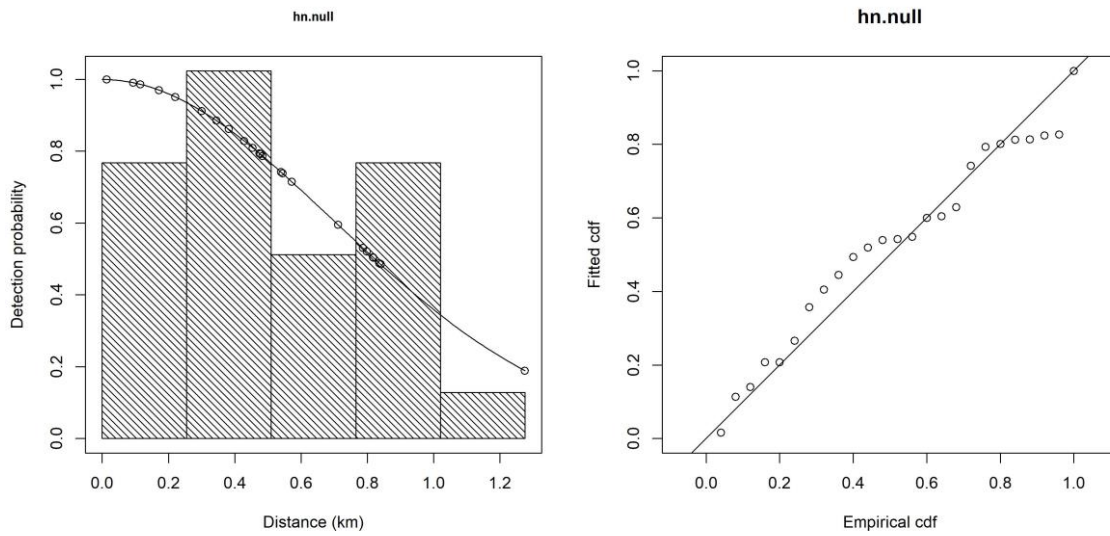 hn.null
Detection probability
1.0
0.8
0.6
0.4
0.2
0.0
0.0 0.2 0.4 0.6 0.8 1.0 1.2
Distance (km)
hn.null
Fitted cdf
1.0
0.8
0.6
0.4
0.2
0.0
0.0 0.2 0.4 0.6 0.8 1.0
Empirical cdf